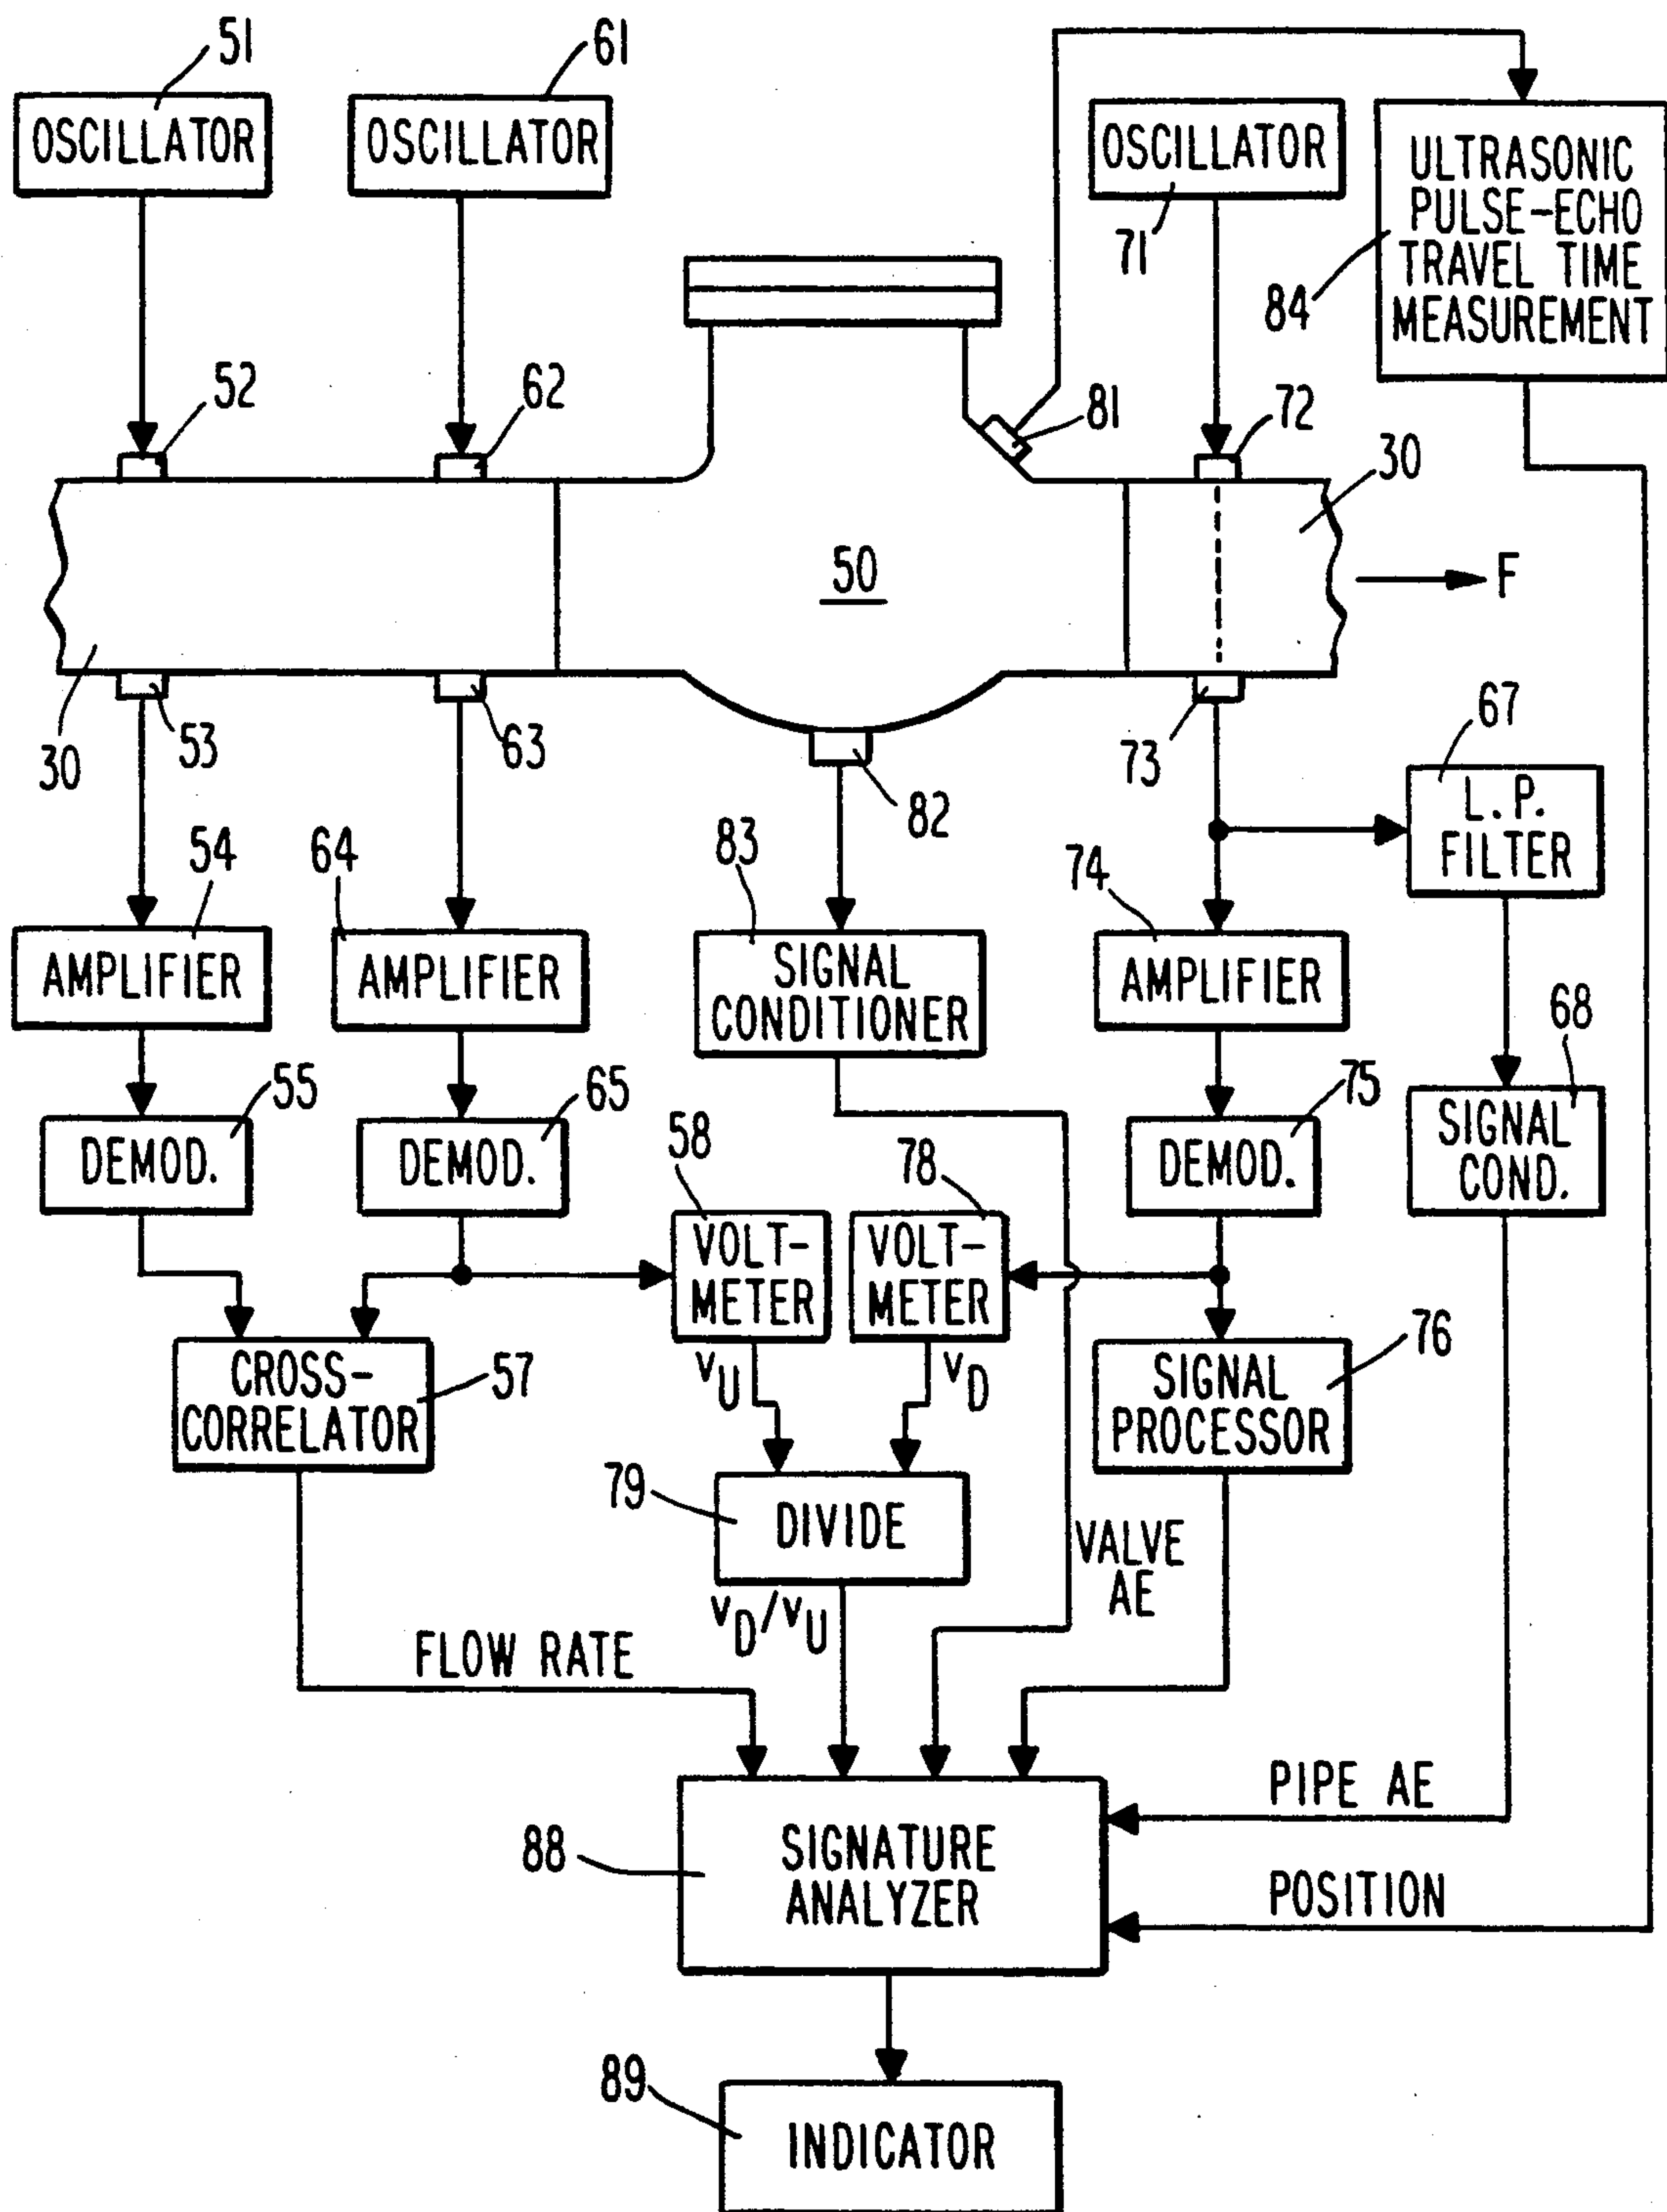 51
61
OSCILLATOR
OSCILLATOR
OSCILLATOR
71
ULTRASONIC
PULSE-ECHO
TRAVEL TIME
MEASUREMENT
84
52
62
81
72
30
50
F
30
53
63
82
73
67
L.P.
FILTER
54
64
83
74
AMPLIFIER
AMPLIFIER
SIGNAL
CONDITIONER
AMPLIFIER
68
55
65
75
SIGNAL
COND.
DEMOD.
DEMOD.
DEMOD.
58
78
VOLT-
METER
VOLT-
METER
VU
VD
76
CROSS-
CORRELATOR
57
SIGNAL
PROCESSOR
79
DIVIDE
VALVE
AE
VD/VU
FLOW RATE
PIPE AE
88
SIGNATURE
ANALYZER
POSITION
89
INDICATOR